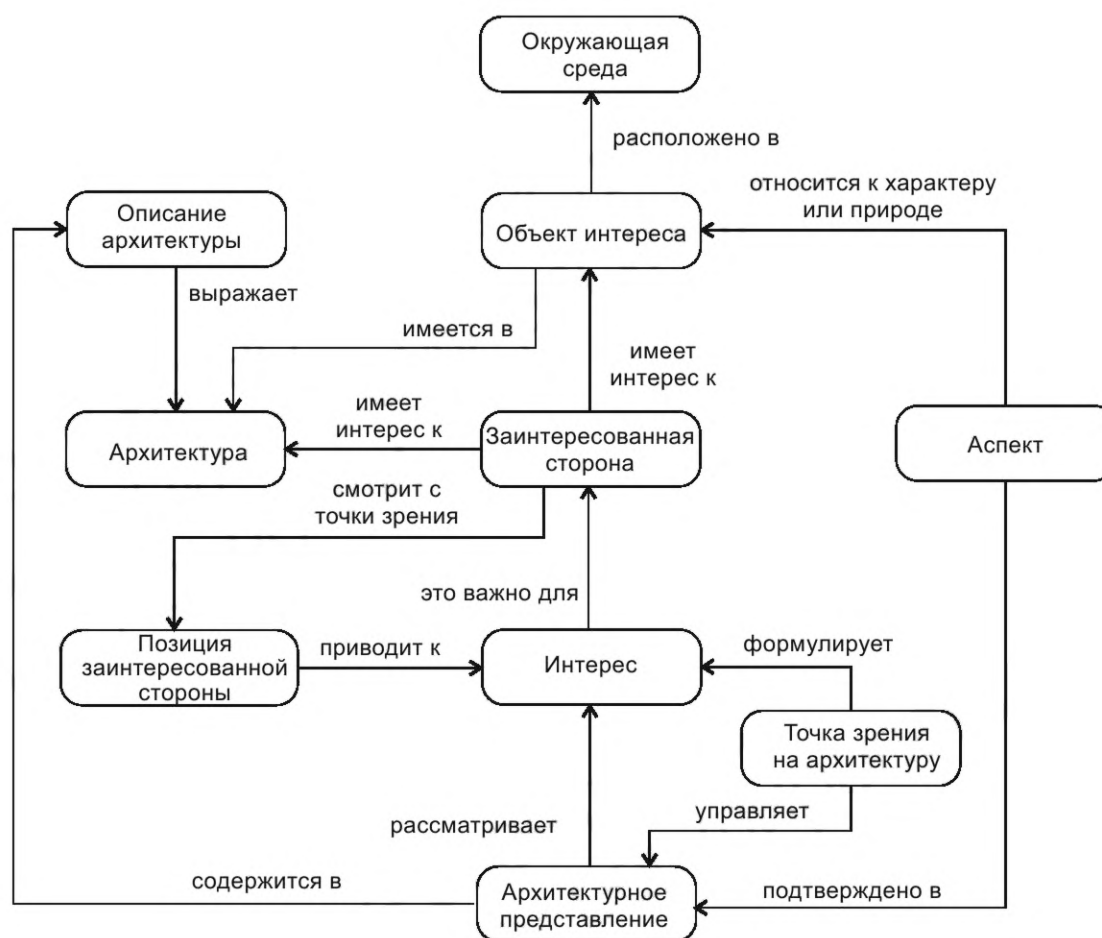 Окружающая
среда
расположено в
относится к характеру
или природе
Описание
архитектуры
Объект интереса
выражает
имеется в
имеет
интерес к
имеет
интерес к
Архитектура
Заинтересованная
сторона
Аспект
смотрит с
точки зрения
это важно для
Позиция
заинтересованной
стороны
приводит к
Интерес
формулирует
Точка зрения
на архитектуру
рассматривает
управляет
содержится в
Архитектурное
представление
подтверждено в